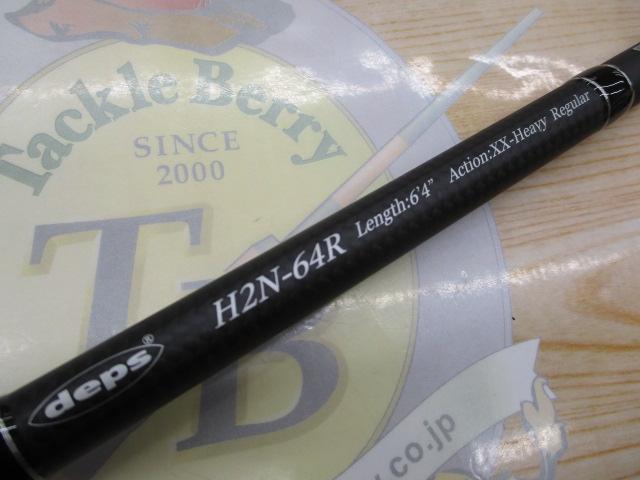 Tackle Berry
SINCE
2000
TB
deps®
H2N-64R Length:6'4" Action:XX-Heavy Regular
.co.jp